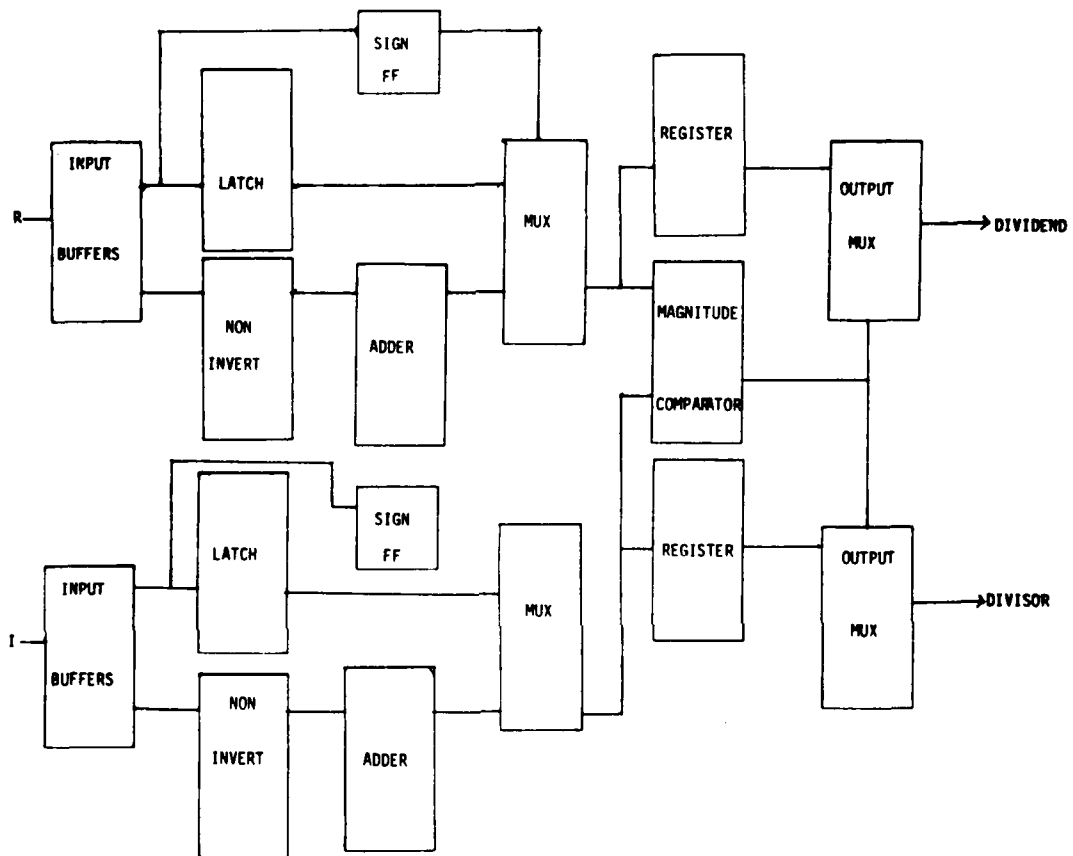 SIGN
FF
REGISTER
INPUT
BUFFERS
R
LATCH
MUX
OUTPUT
MUX
DIVIDEND
NON
INVERT
ADDER
MAGNITUDE
COMPARATOR
SIGN
FF
LATCH
REGISTER
OUTPUT
MUX
DIVISOR
INPUT
BUFFERS
I
MUX
NON
INVERT
ADDER